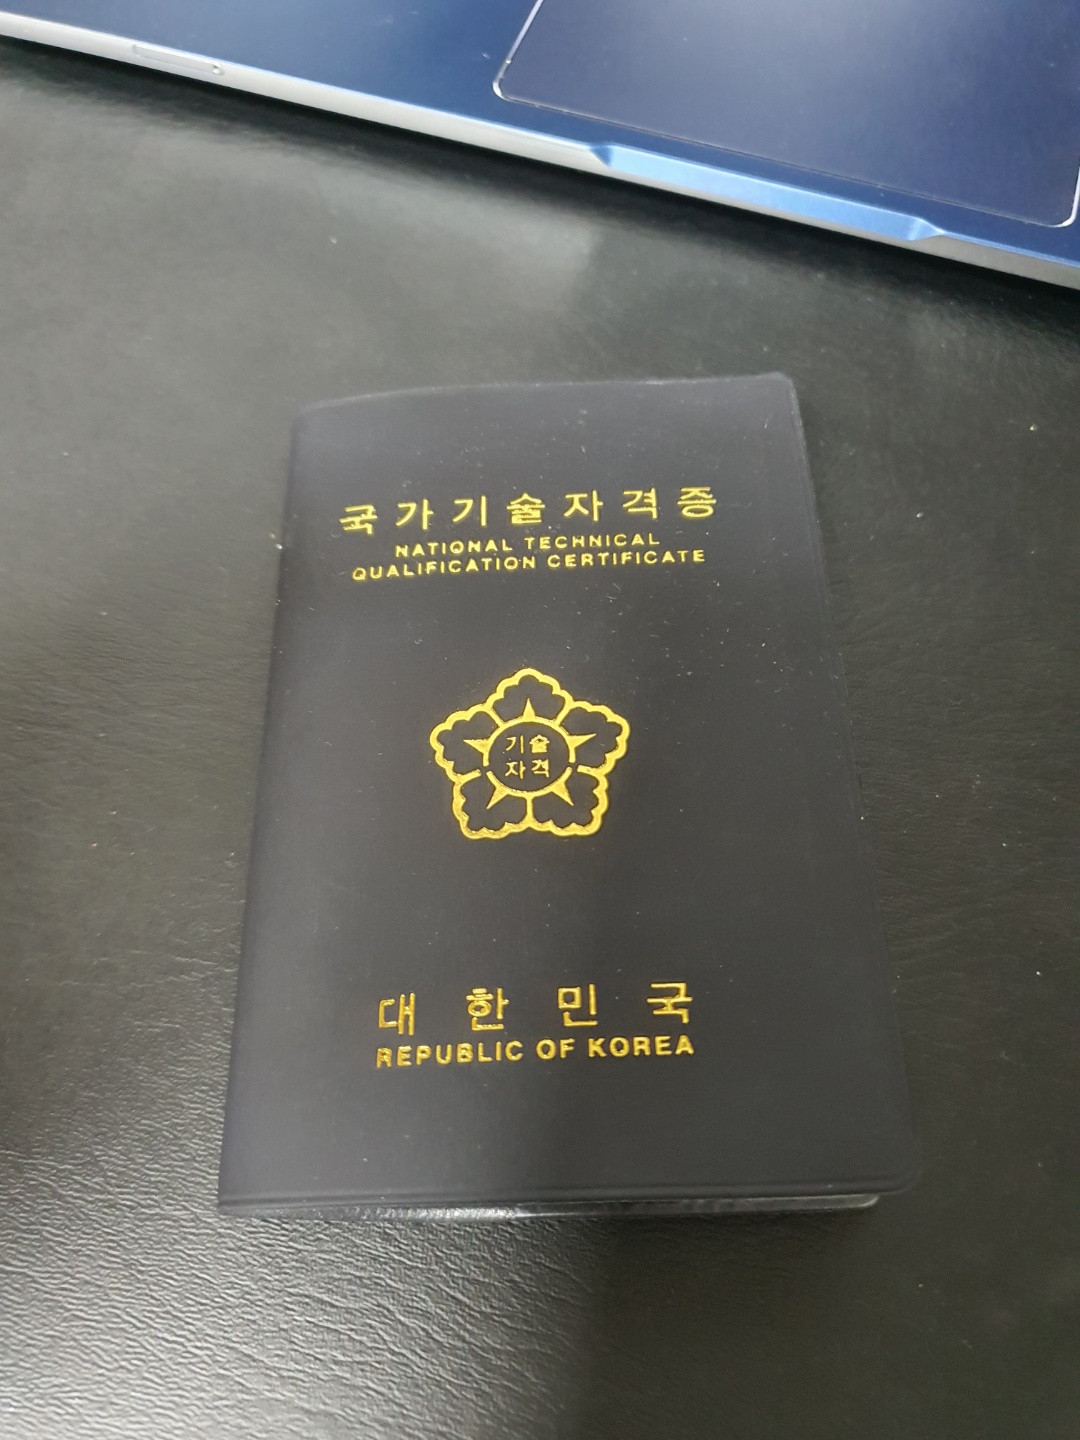 국가기술자격증
NATIONAL TECHNICAL
QUALIFICATION CERTIFICATE
기술
자격
대한민국
REPUBLIC OF KOREA